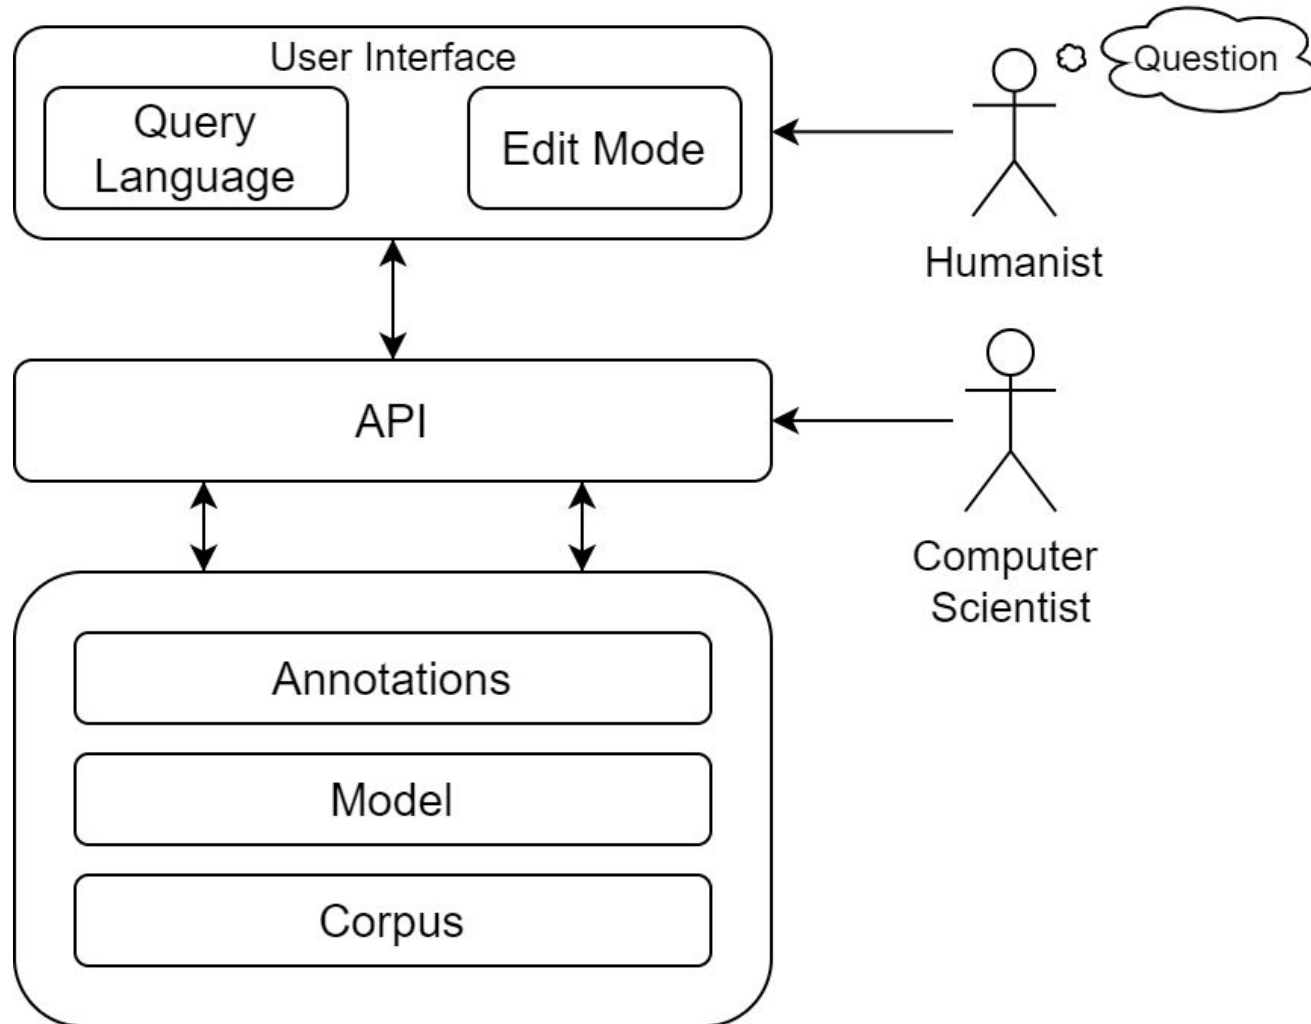 User Interface
Question
Query
Language
Edit Mode
Humanist
API
Computer
Scientist
Annotations
Model
Corpus